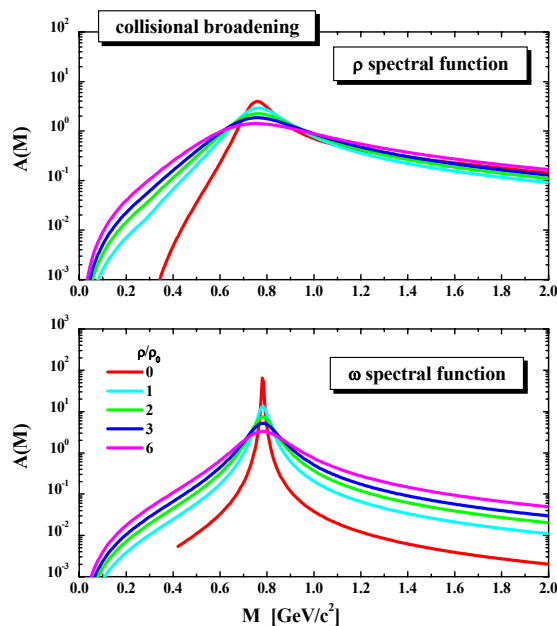 collisional broadening
ρ spectral function
A(M)
10²
10¹
10⁰
10⁻¹
10⁻²
10⁻³
0.0 0.2 0.4 0.6 0.8 1.0 1.2 1.4 1.6 1.8 2.0
ω spectral function
A(M)
10³
10²
10¹
10⁰
10⁻¹
10⁻²
10⁻³
ρ/ρ₀
0
1
2
3
6
0.0 0.2 0.4 0.6 0.8 1.0 1.2 1.4 1.6 1.8 2.0
M [GeV/c²]